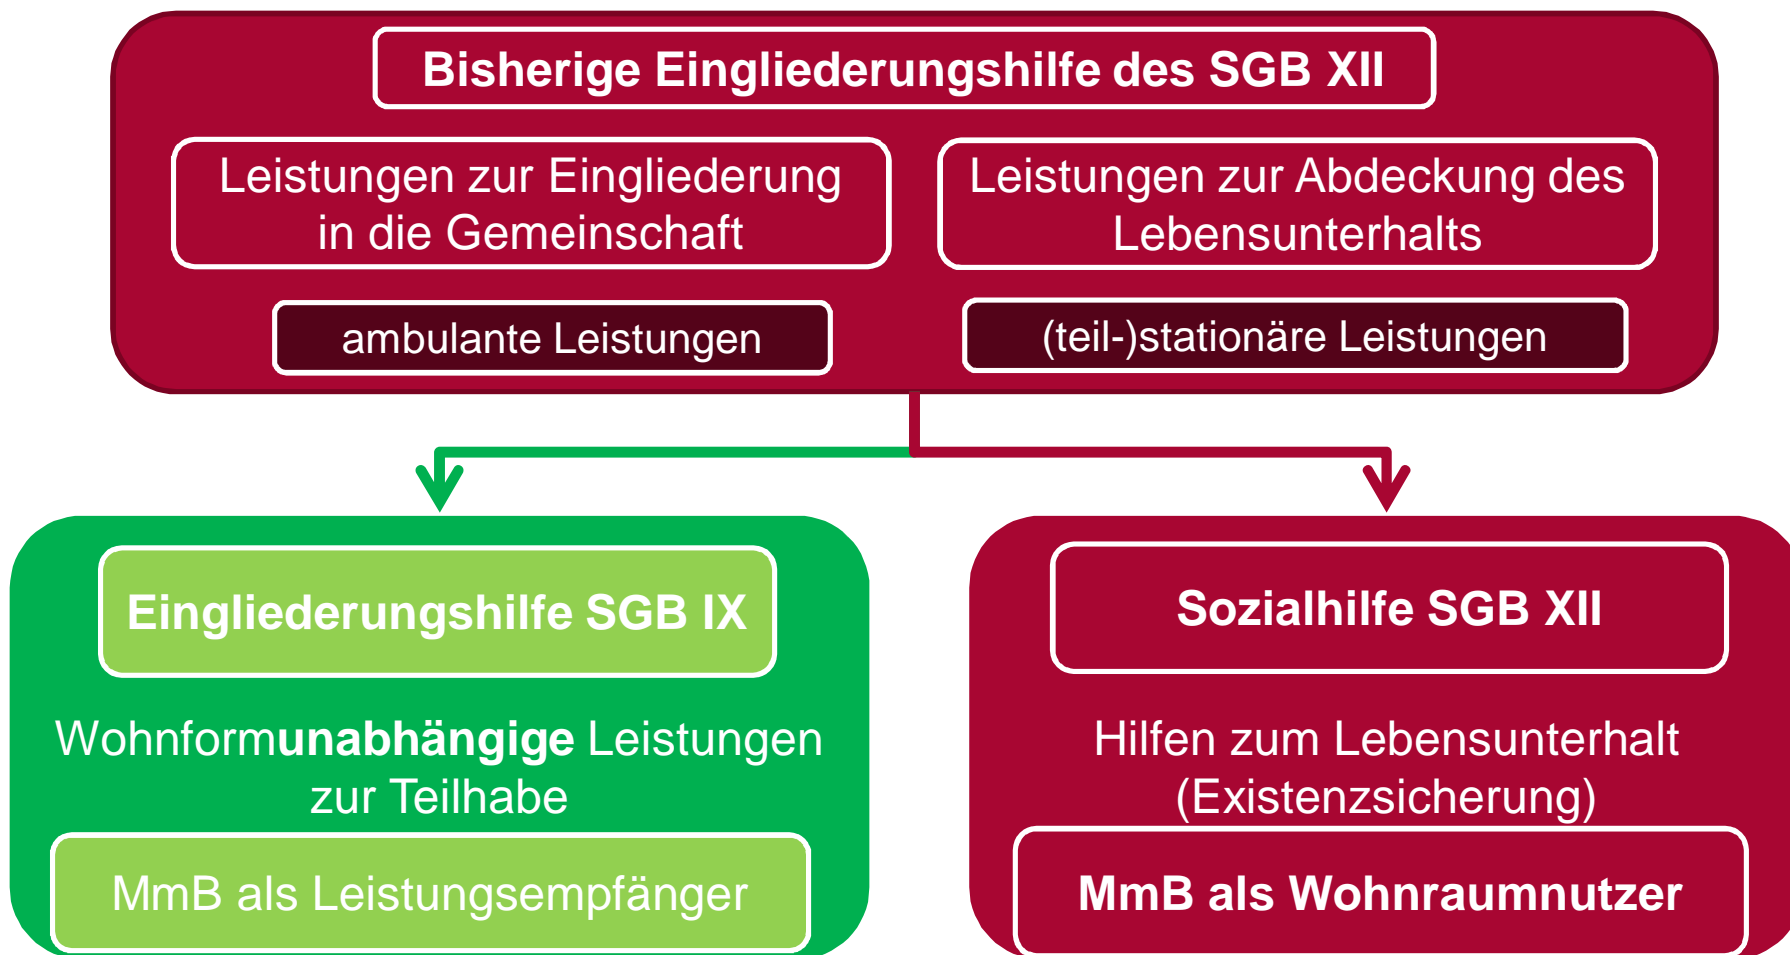 Bisherige Eingliederungshilfe des SGB XII
Leistungen zur Eingliederung
in die Gemeinschaft
Leistungen zur Abdeckung des
Lebensunterhalts
ambulante Leistungen
(teil-)stationäre Leistungen
Eingliederungshilfe SGB IX
Wohnformunabhängige Leistungen
zur Teilhabe
MmB als Leistungsempfänger
Sozialhilfe SGB XII
Hilfen zum Lebensunterhalt
(Existenzsicherung)
MmB als Wohnraumnutzer